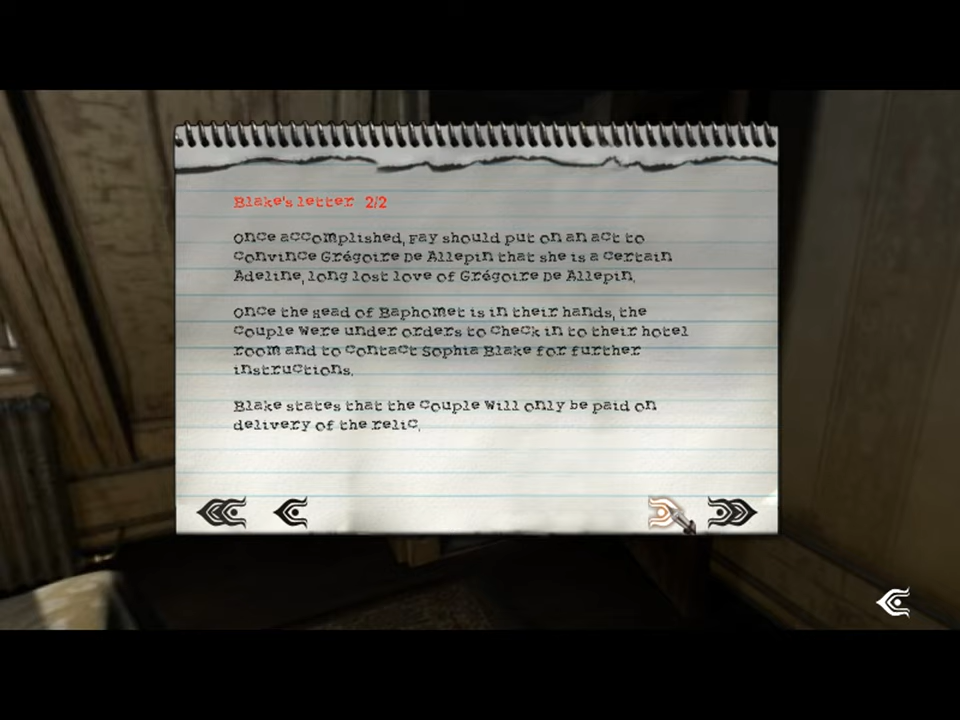 Blake's letter 2/2
Once accomplished, Fay should put on an act to
convince Grégoire De Allepin that she is a certain
Adeline, long lost love of Grégoire De Allepin.
Once the Head of Baphomet is in their hands, the
couple were under orders to check in to their hotel
room and to contact Sophia Blake for further
instructions.
Blake states that the couple will only be paid on
delivery of the relic.